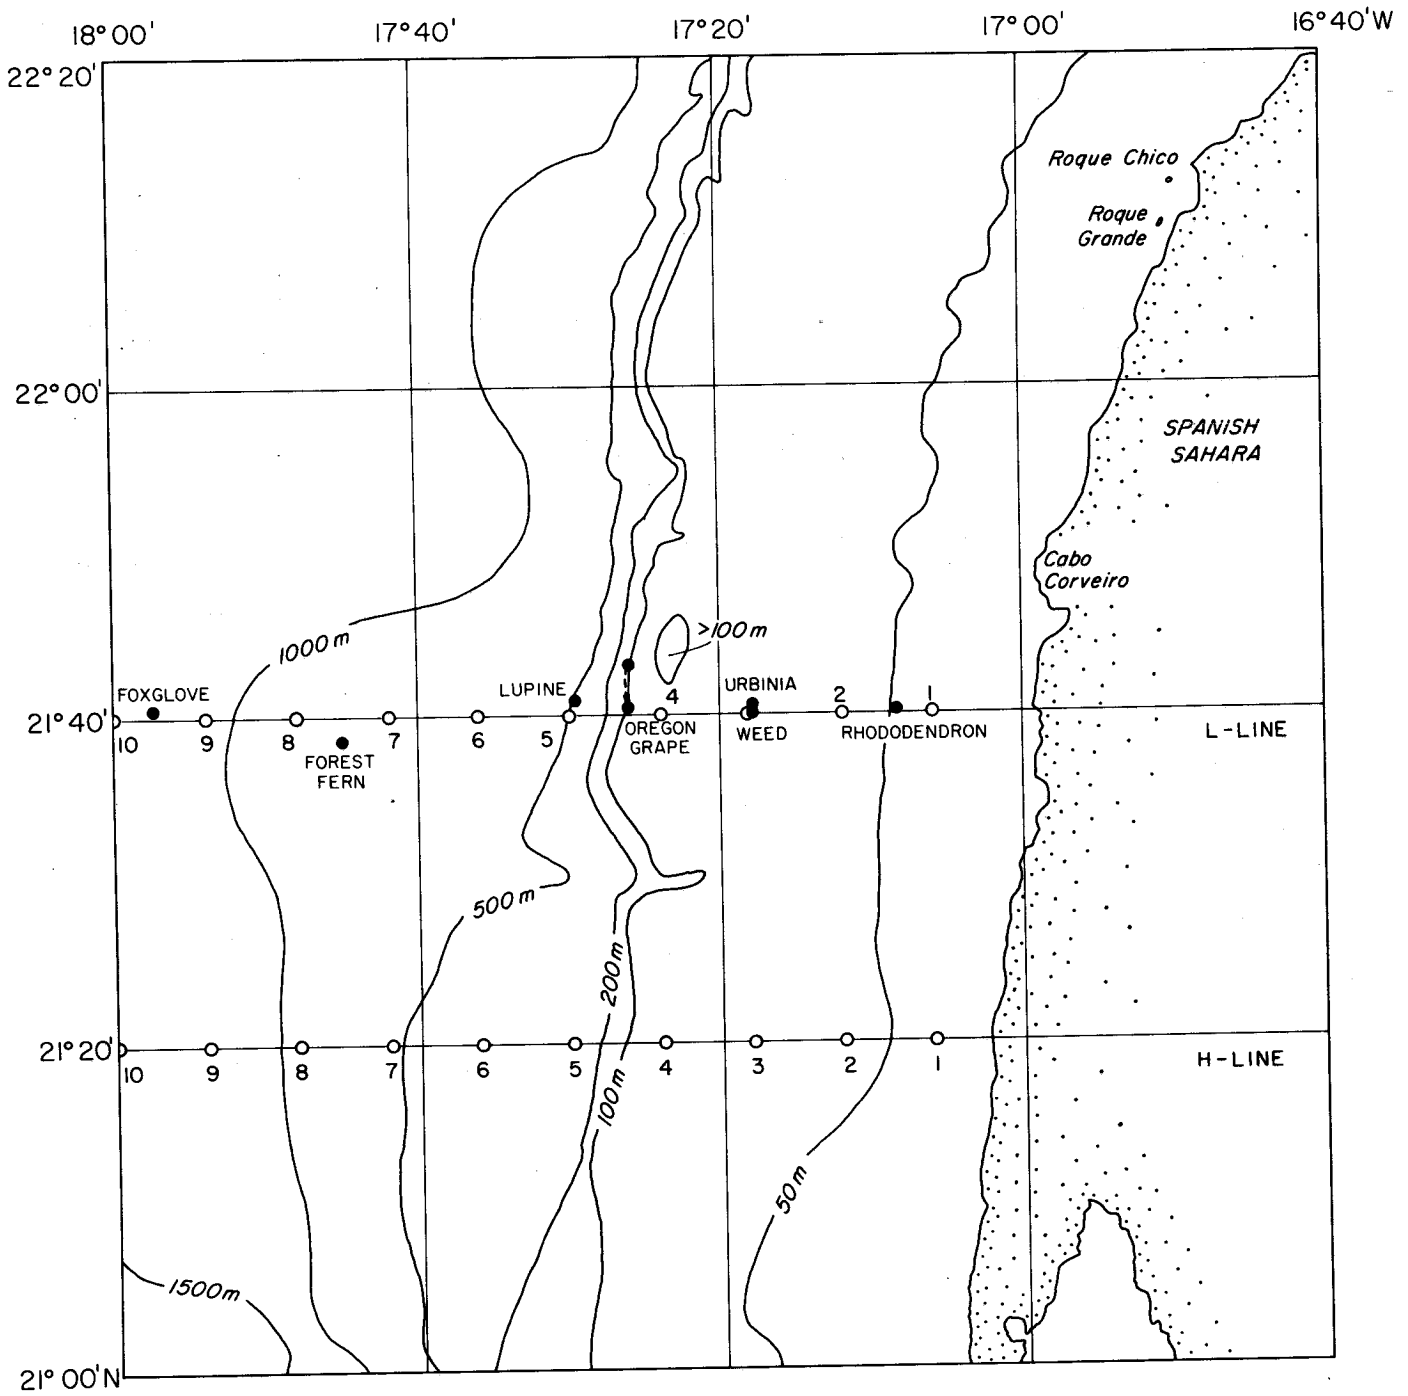 18°00'
17°40'
17°20'
17°00'
16°40'W
22°20'
Roque Chico
Roque
Grande
22°00'
SPANISH
SAHARA
Cabo
Corveiro
1000m
>100m
FOXGLOVE
LUPINE
URBINIA
4
2
1
21°40'
10
9
8
7
6
5
OREGON
GRAPE
WEED
RHODODENDRON
L-LINE
FOREST
FERN
500m
200m
21°20'
10
9
8
7
6
5
4
3
2
1
H-LINE
100m
50m
1500m
21°00'N